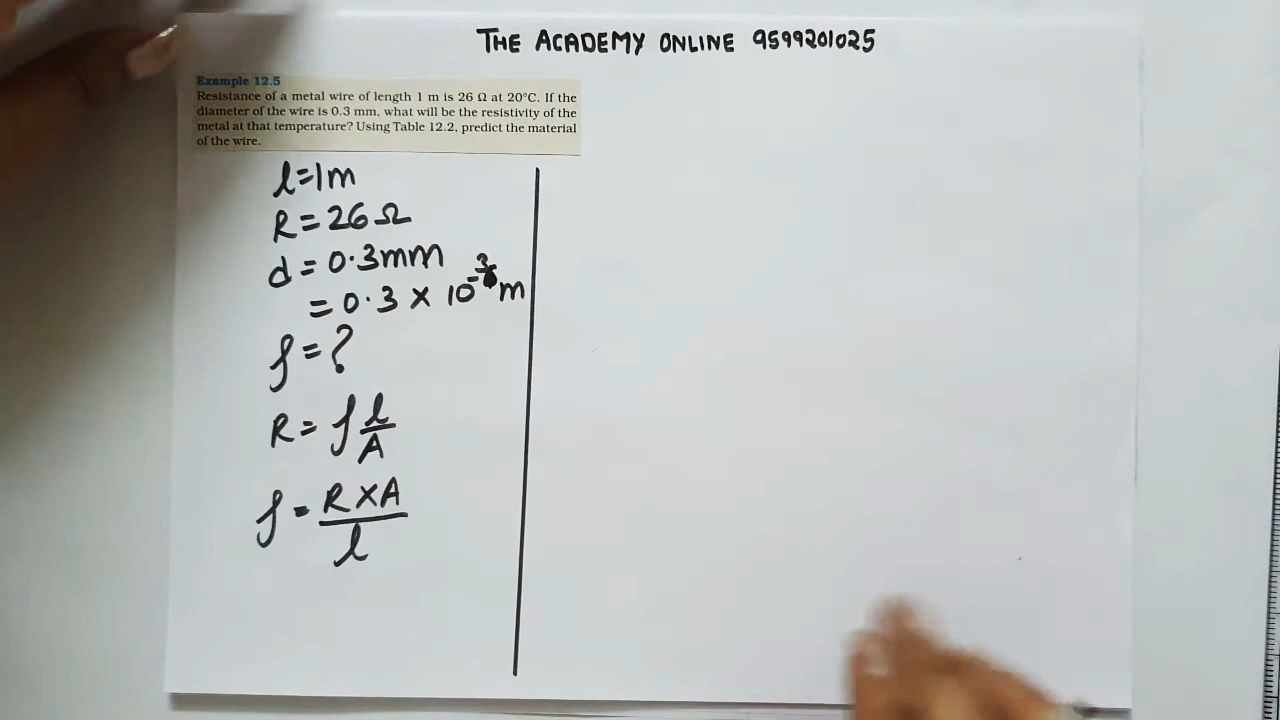 THE ACADEMY ONLINE 9599201025
Example 12.5
Resistance of a metal wire of length 1 m is 26 Ω at 20°C. If the
diameter of the wire is 0.3 mm, what will be the resistivity of the
metal at that temperature? Using Table 12.2, predict the material
of the wire.
l=1m
R=26Ω
d=0.3mm
=0.3×10⁻³m
ρ=?
R=ρl/A
ρ=R×A/l